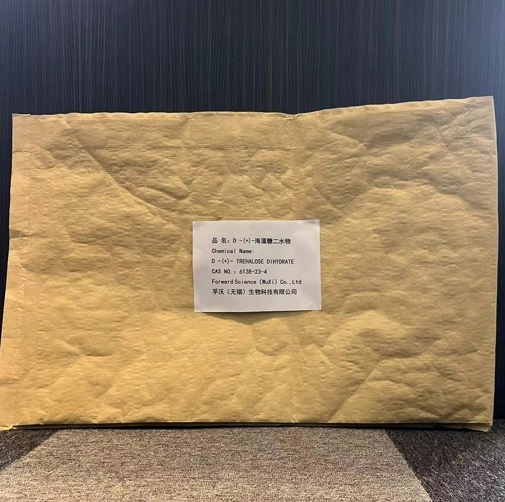 品 名：D -(+)-海藻糖二水物
Chemical Name:
D -(+)- TREHALOSE DIHYDRATE
CAS NO.：6138-23-4
Forward Science (WuXi) Co.,Ltd
孚沃（无锡）生物科技有限公司